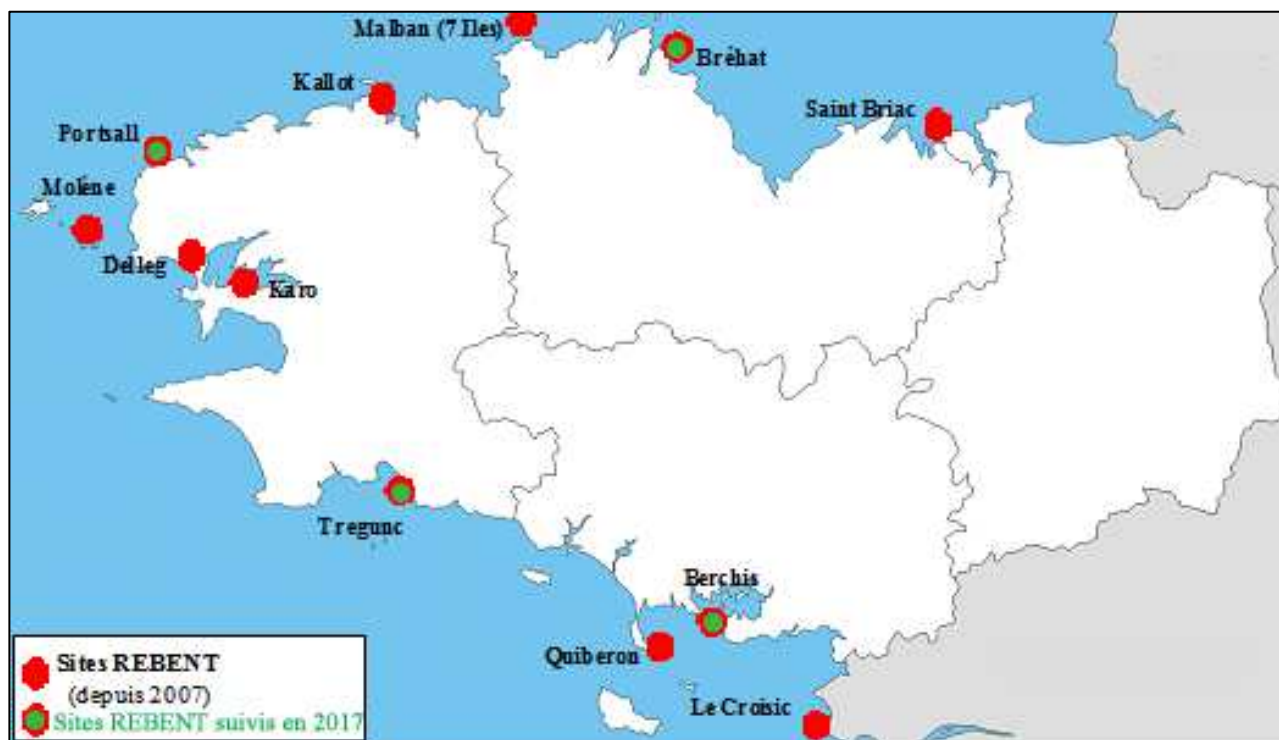 Malban (7 Iles)
Bréhat
Kallot
Saint Briac
Portsall
Molène
Delleg
Karo
Tregunc
Berchis
Quiberon
Le Croisic
Sites REBENT
(depuis 2007)
Sites REBENT suivis en 2017